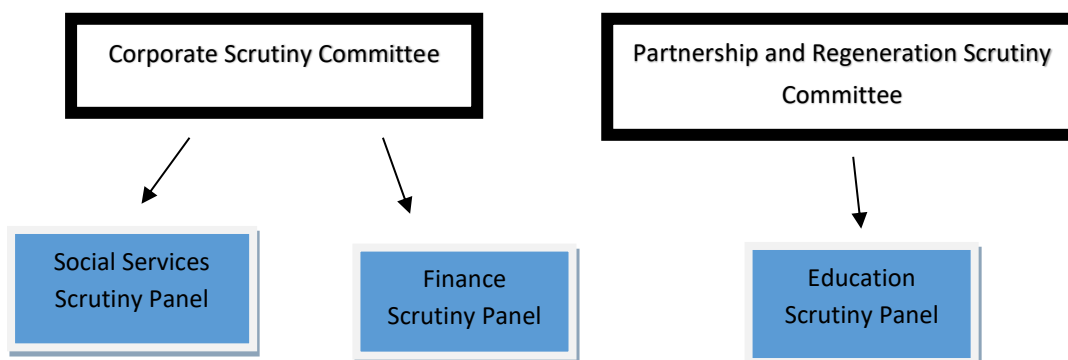 Corporate Scrutiny Committee
Partnership and Regeneration Scrutiny
Committee
Social Services
Scrutiny Panel
Finance
Scrutiny Panel
Education
Scrutiny Panel